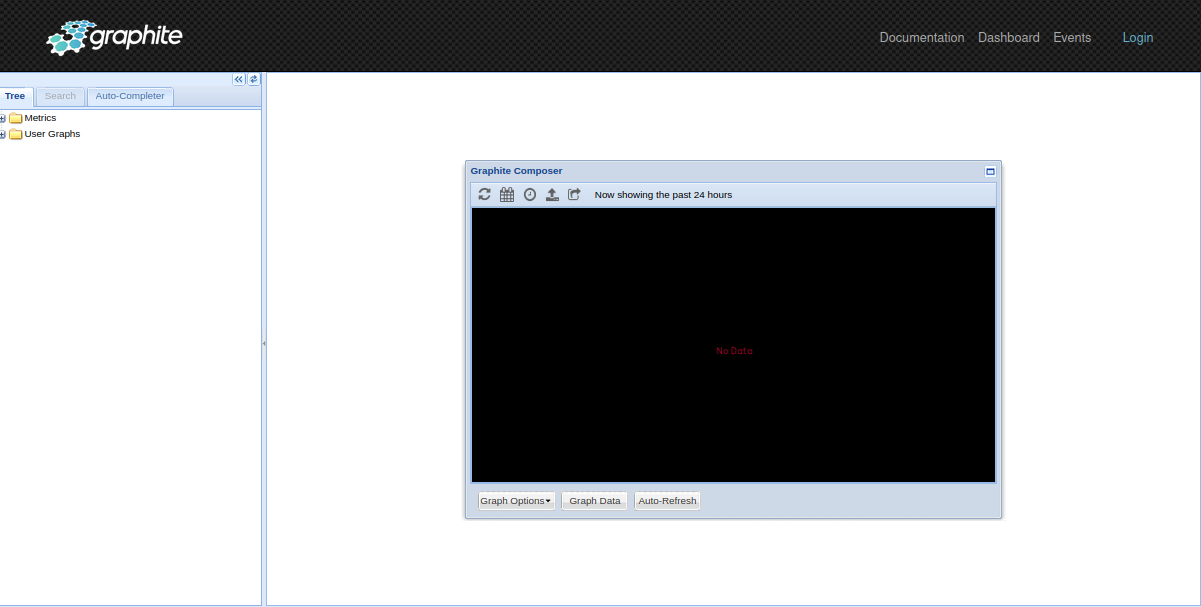 graphite
Documentation Dashboard Events Login
Tree Search Auto-Completer
Metrics
User Graphs
Graphite Composer
Now showing the past 24 hours
No Data
Graph Options Graph Data Auto-Refresh